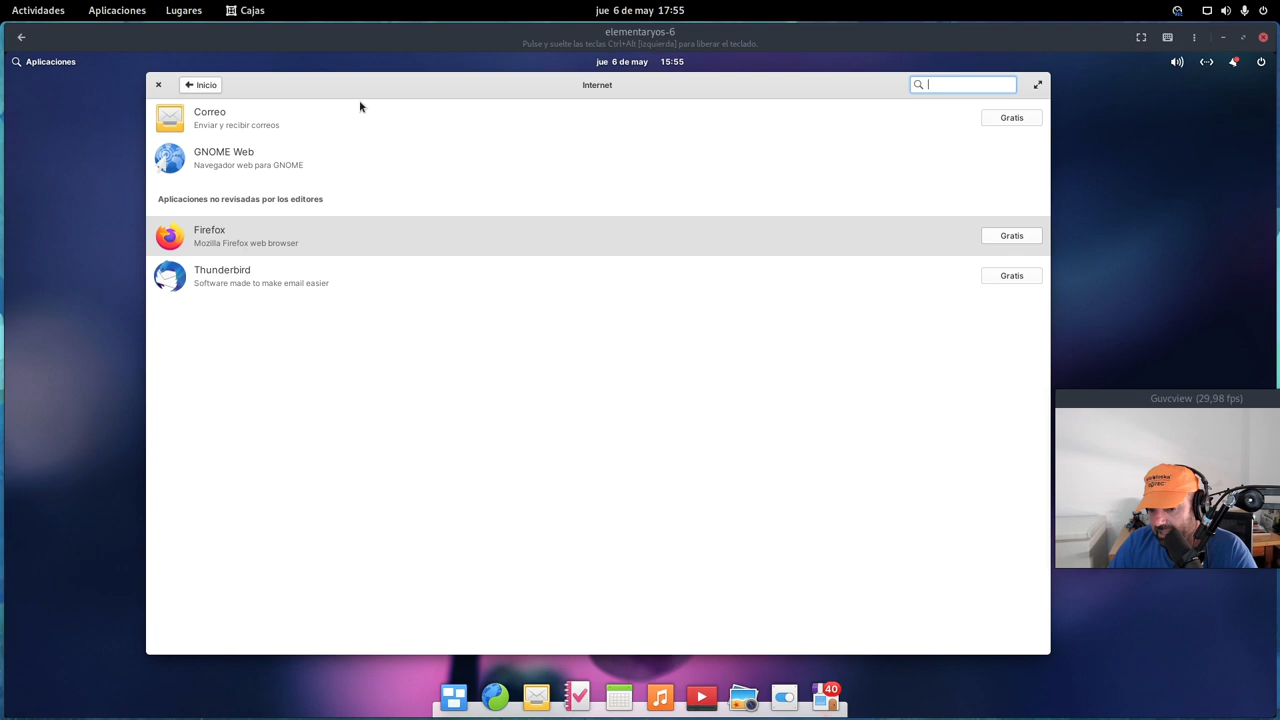 Actividades Aplicaciones Lugares Cajas jue 6 de may 17:55
elementaryos-6
Pulse y suelte las teclas Ctrl+Alt [izquierda] para liberar el teclado.
Aplicaciones jue 6 de may 15:55
Inicio Internet
Correo
Enviar y recibir correos
Gratis
GNOME Web
Navegador web para GNOME
Aplicaciones no revisadas por los editores
Firefox
Mozilla Firefox web browser
Gratis
Thunderbird
Software made to make email easier
Gratis
Guvcview (29,98 fps)
40